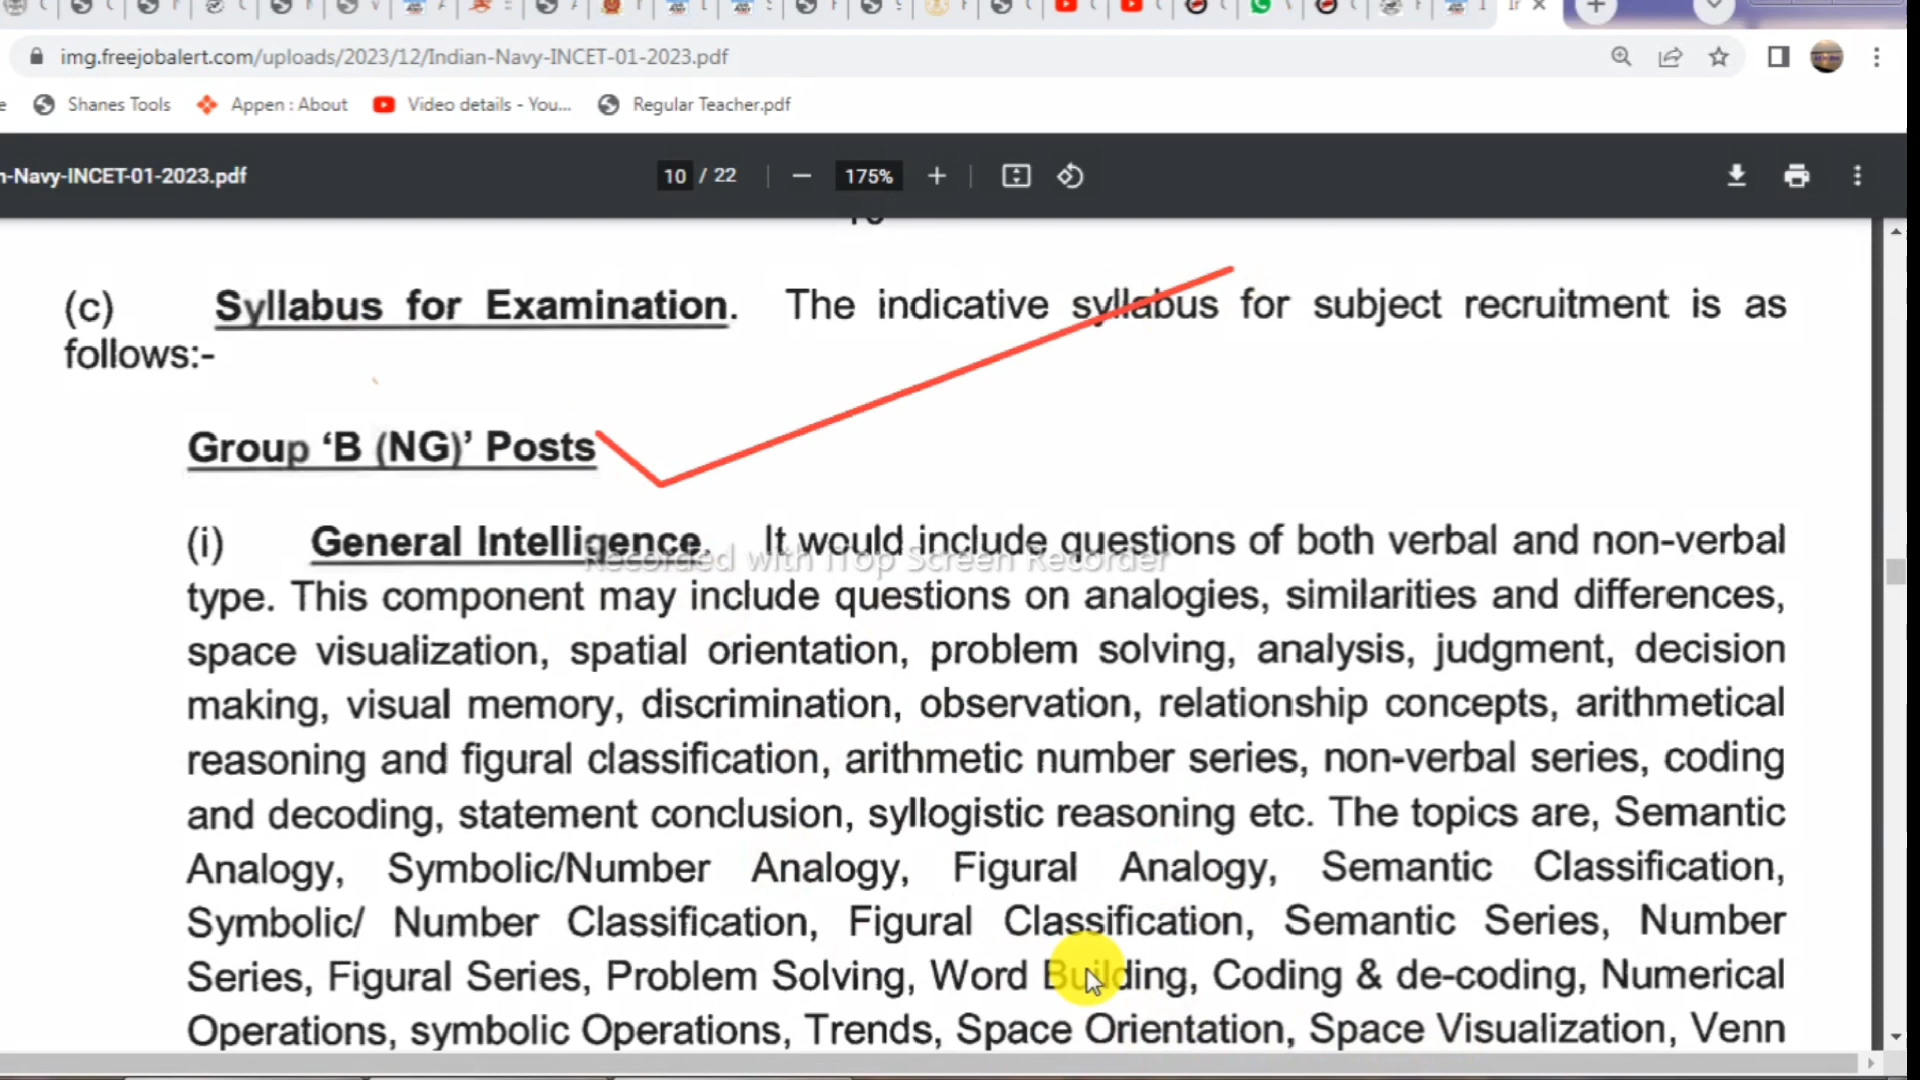 img.freejobalert.com/uploads/2023/12/Indian-Navy-INCET-01-2023.pdf
e Shanes Tools Appen : About Video details - You... Regular Teacher.pdf
n-Navy-INCET-01-2023.pdf 10 / 22 175%
(c) Syllabus for Examination. The indicative syllabus for subject recruitment is as
follows:-
Group ‘B (NG)’ Posts
(i) General Intelligence. It would include questions of both verbal and non-verbal
Recorded with iTop Screen Recorder
type. This component may include questions on analogies, similarities and differences,
space visualization, spatial orientation, problem solving, analysis, judgment, decision
making, visual memory, discrimination, observation, relationship concepts, arithmetical
reasoning and figural classification, arithmetic number series, non-verbal series, coding
and decoding, statement conclusion, syllogistic reasoning etc. The topics are, Semantic
Analogy, Symbolic/Number Analogy, Figural Analogy, Semantic Classification,
Symbolic/ Number Classification, Figural Classification, Semantic Series, Number
Series, Figural Series, Problem Solving, Word Building, Coding & de-coding, Numerical
Operations, symbolic Operations, Trends, Space Orientation, Space Visualization, Venn